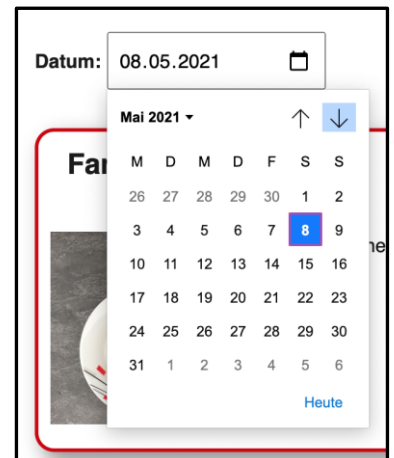 Datum: 08.05.2021
Mai 2021
M D M D F S S
26 27 28 29 30 1 2
3 4 5 6 7 8 9
10 11 12 13 14 15 16
17 18 19 20 21 22 23
24 25 26 27 28 29 30
31 1 2 3 4 5 6
Heute